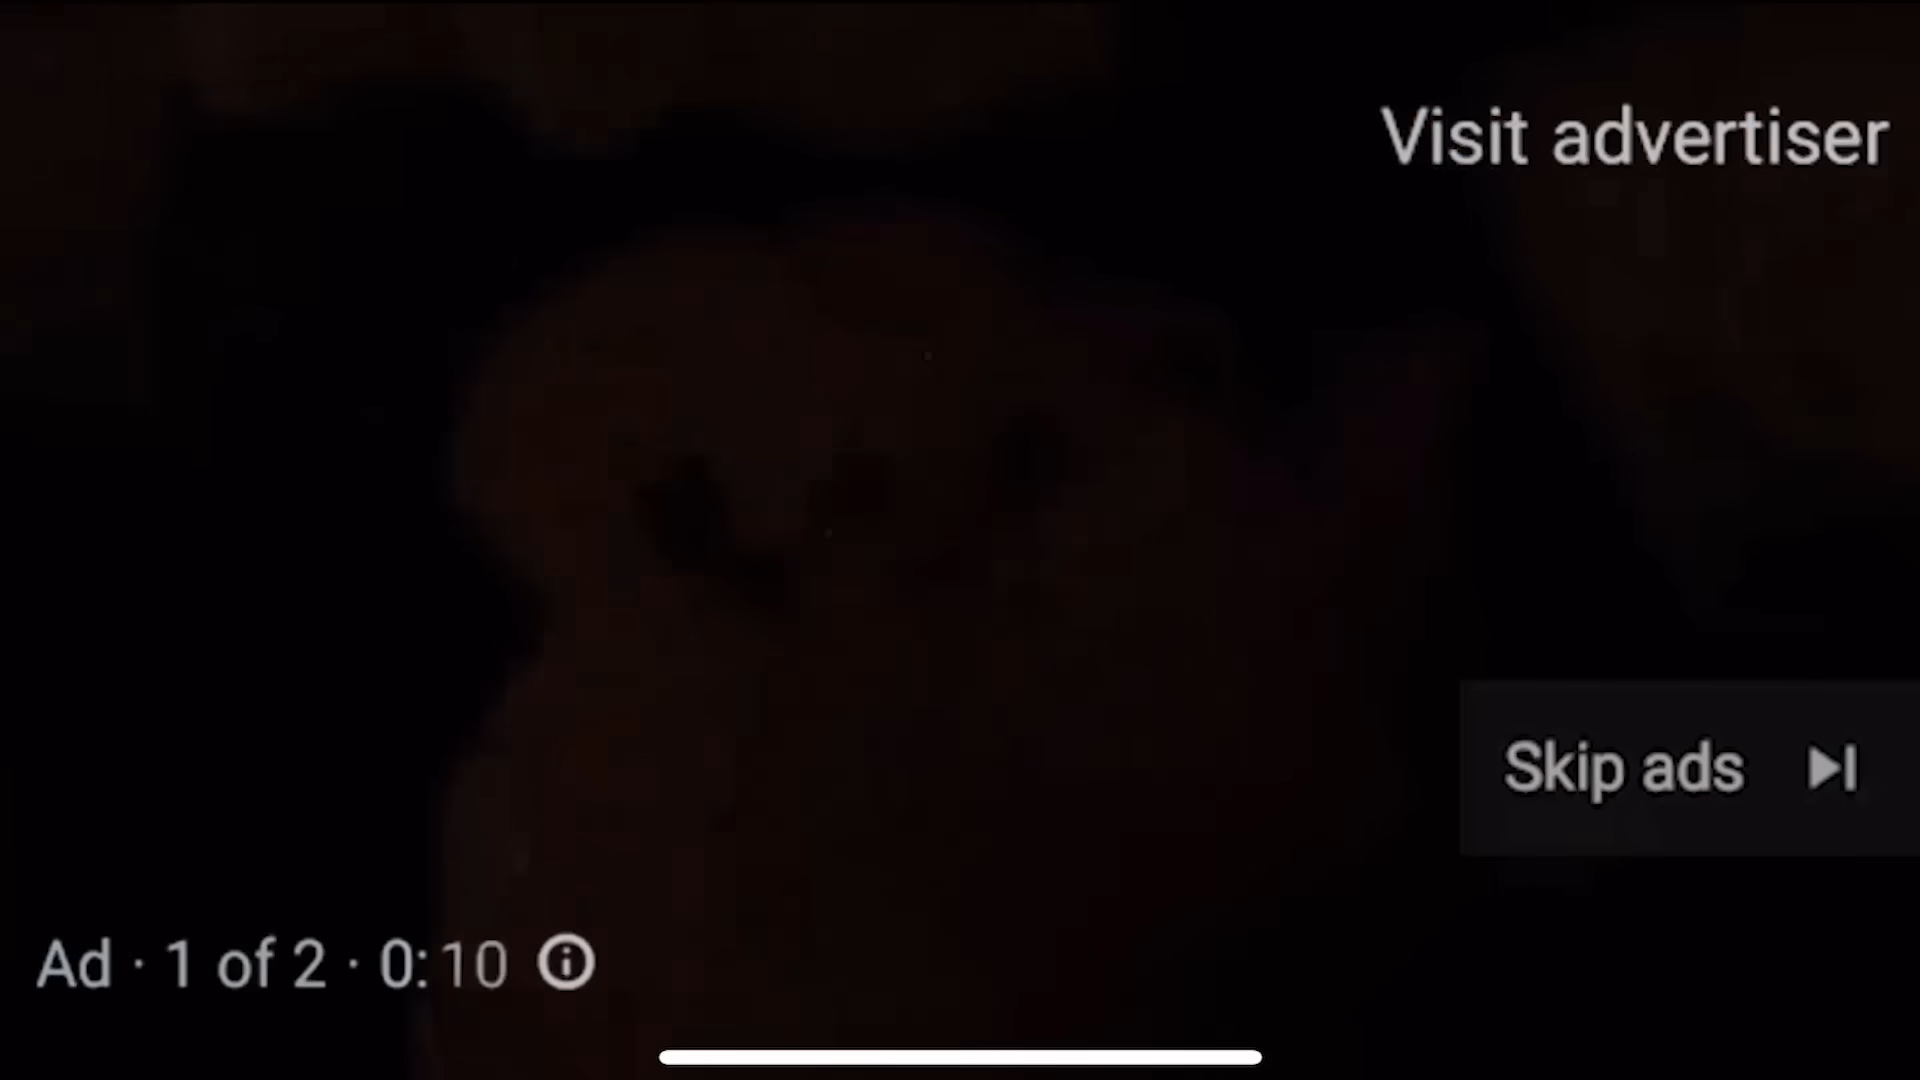 Visit advertiser
Skip ads
Ad · 1 of 2 · 0:10